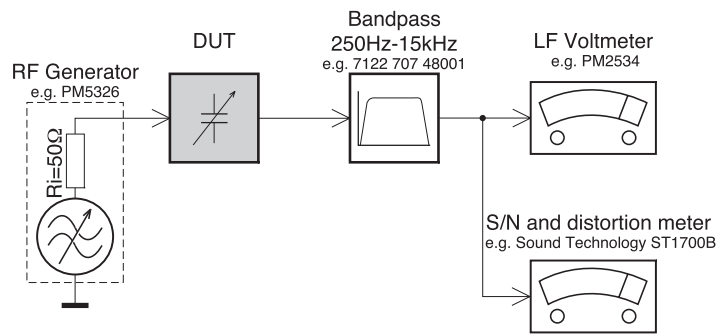 RF Generator
e.g. PM5326
Ri=50Ω
DUT
Bandpass
250Hz-15kHz
e.g. 7122 707 48001
LF Voltmeter
e.g. PM2534
S/N and distortion meter
e.g. Sound Technology ST1700B